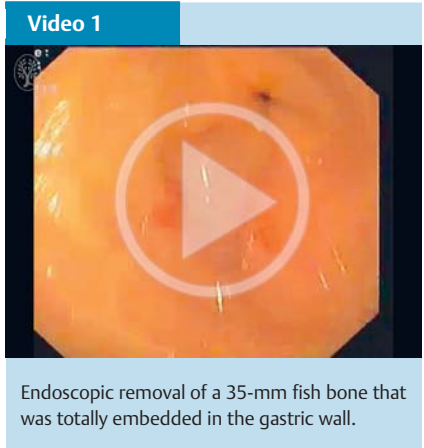 Video 1
Endoscopic removal of a 35-mm fish bone that
was totally embedded in the gastric wall.